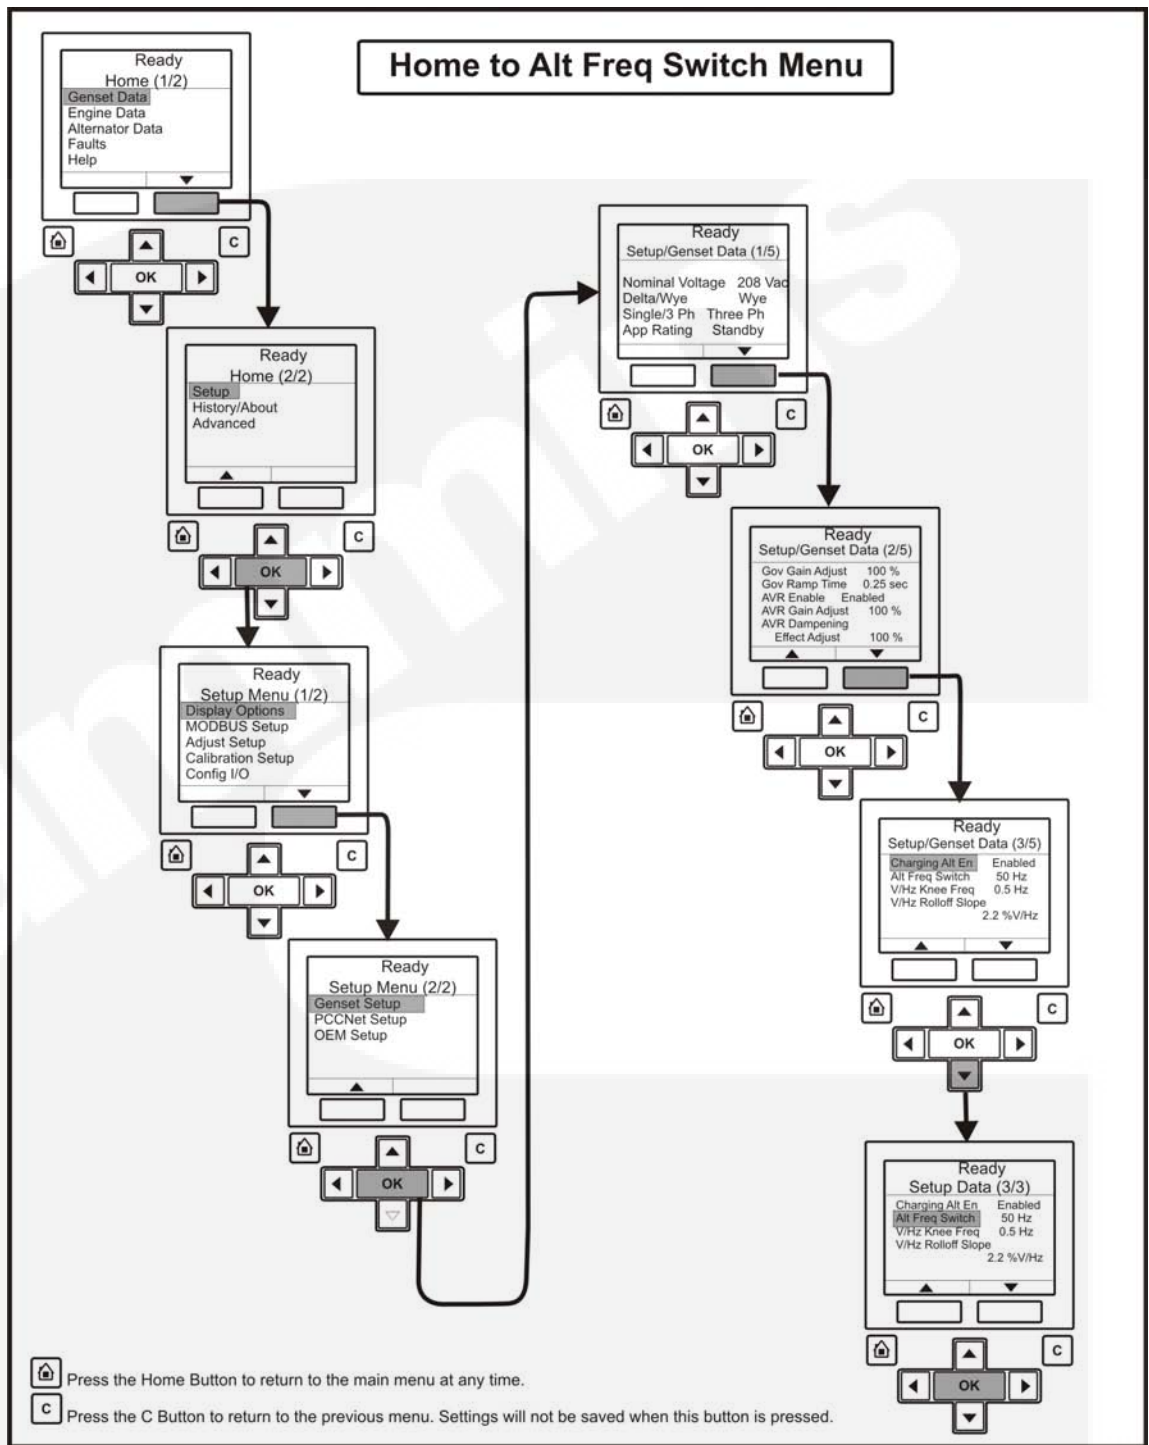 Home to Alt Freq Switch Menu
Ready
Home (1/2)
Genset Data
Engine Data
Alternator Data
Faults
Help
C
OK
Ready
Home (2/2)
Setup
History/About
Advanced
C
OK
Ready
Setup Menu (1/2)
Display Options
MODBUS Setup
Adjust Setup
Calibration Setup
Config I/O
C
OK
Ready
Setup Menu (2/2)
Genset Setup
PCCNet Setup
OEM Setup
C
OK
Ready
Setup/Genset Data (1/5)
Nominal Voltage 208 Vac
Delta/Wye Wye
Single/3 Ph Three Ph
App Rating Standby
C
OK
Ready
Setup/Genset Data (2/5)
Gov Gain Adjust 100 %
Gov Ramp Time 0.25 sec
AVR Enable Enabled
AVR Gain Adjust 100 %
AVR Dampening
Effect Adjust 100 %
C
OK
Ready
Setup/Genset Data (3/5)
Charging Alt En Enabled
Alt Freq Switch 50 Hz
V/Hz Knee Freq 0.5 Hz
V/Hz Rolloff Slope
2.2 %V/Hz
C
OK
Ready
Setup Data (3/3)
Charging Alt En Enabled
Alt Freq Switch 50 Hz
V/Hz Knee Freq 0.5 Hz
V/Hz Rolloff Slope
2.2 %V/Hz
C
OK
Press the Home Button to return to the main menu at any time.
C Press the C Button to return to the previous menu. Settings will not be saved when this button is pressed.